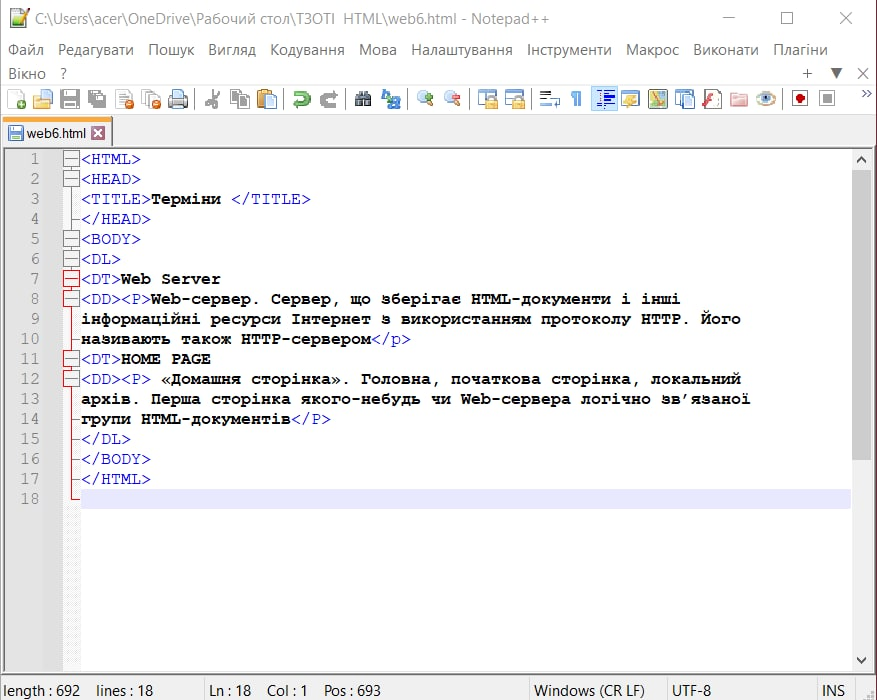 C:\Users\acer\OneDrive\Рабочий стол\ТЗОТІ  HTML\web6.html - Notepad++
Файл Редагувати Пошук Вигляд Кодування Мова Налаштування Інструменти Макрос Виконати Плагіни
Вікно ? + ▼ X
web6.html
1 <HTML>
2 <HEAD>
3 <TITLE>Терміни </TITLE>
4 </HEAD>
5 <BODY>
6 <DL>
7 <DT>Web Server
8 <DD><P>Web-сервер. Сервер, що зберігає HTML-документи і інші
9 інформаційні ресурси Інтернет з використанням протоколу HTTP. Його
10 називають також HTTP-сервером</p>
11 <DT>HOME PAGE
12 <DD><P> «Домашня сторінка». Головна, початкова сторінка, локальний
13 архів. Перша сторінка якого-небудь чи Web-сервера логічно зв’язаної
14 групи HTML-документів</P>
15 </DL>
16 </BODY>
17 </HTML>
18
length : 692 lines : 18 Ln : 18 Col : 1 Pos : 693 Windows (CR LF) UTF-8 INS